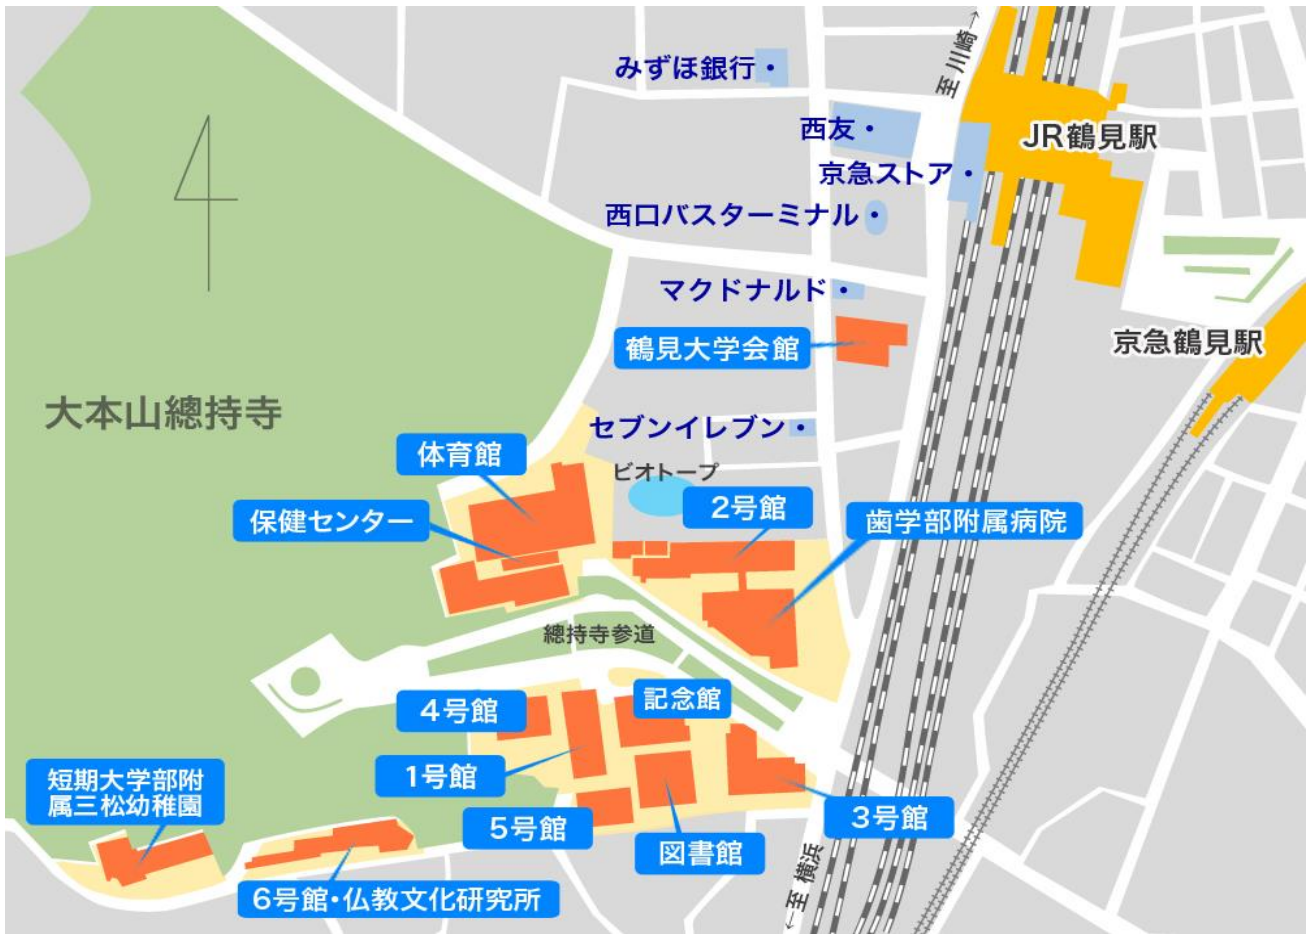 みずほ銀行
至 川崎→
西友
JR鶴見駅
京急ストア
西口バスターミナル
マクドナルド
鶴見大学会館
京急鶴見駅
大本山總持寺
セブンイレブン
体育館
ビオトープ
2号館
保健センター
歯学部附属病院
總持寺参道
記念館
4号館
1号館
短期大学部附
属三松幼稚園
5号館
3号館
図書館
6号館・仏教文化研究所
←至 横浜